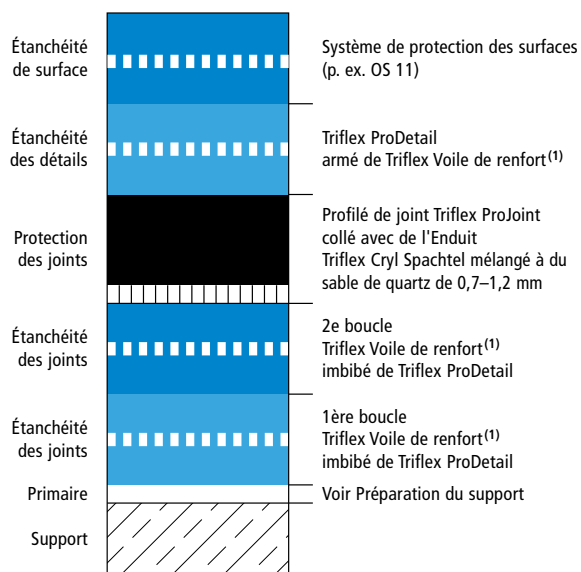 Étanchéité
de surface
Système de protection des surfaces
(p. ex. OS 11)
Étanchéité
des détails
Triflex ProDetail
armé de Triflex Voile de renfort(1)
Protection
des joints
Profilé de joint Triflex ProJoint
collé avec de l'Enduit
Triflex Cryl Spachtel mélangé à du
sable de quartz de 0,7–1,2 mm
Étanchéité
des joints
2e boucle
Triflex Voile de renfort(1)
imbibé de Triflex ProDetail
Étanchéité
des joints
1ère boucle
Triflex Voile de renfort(1)
imbibé de Triflex ProDetail
Primaire
Voir Préparation du support
Support